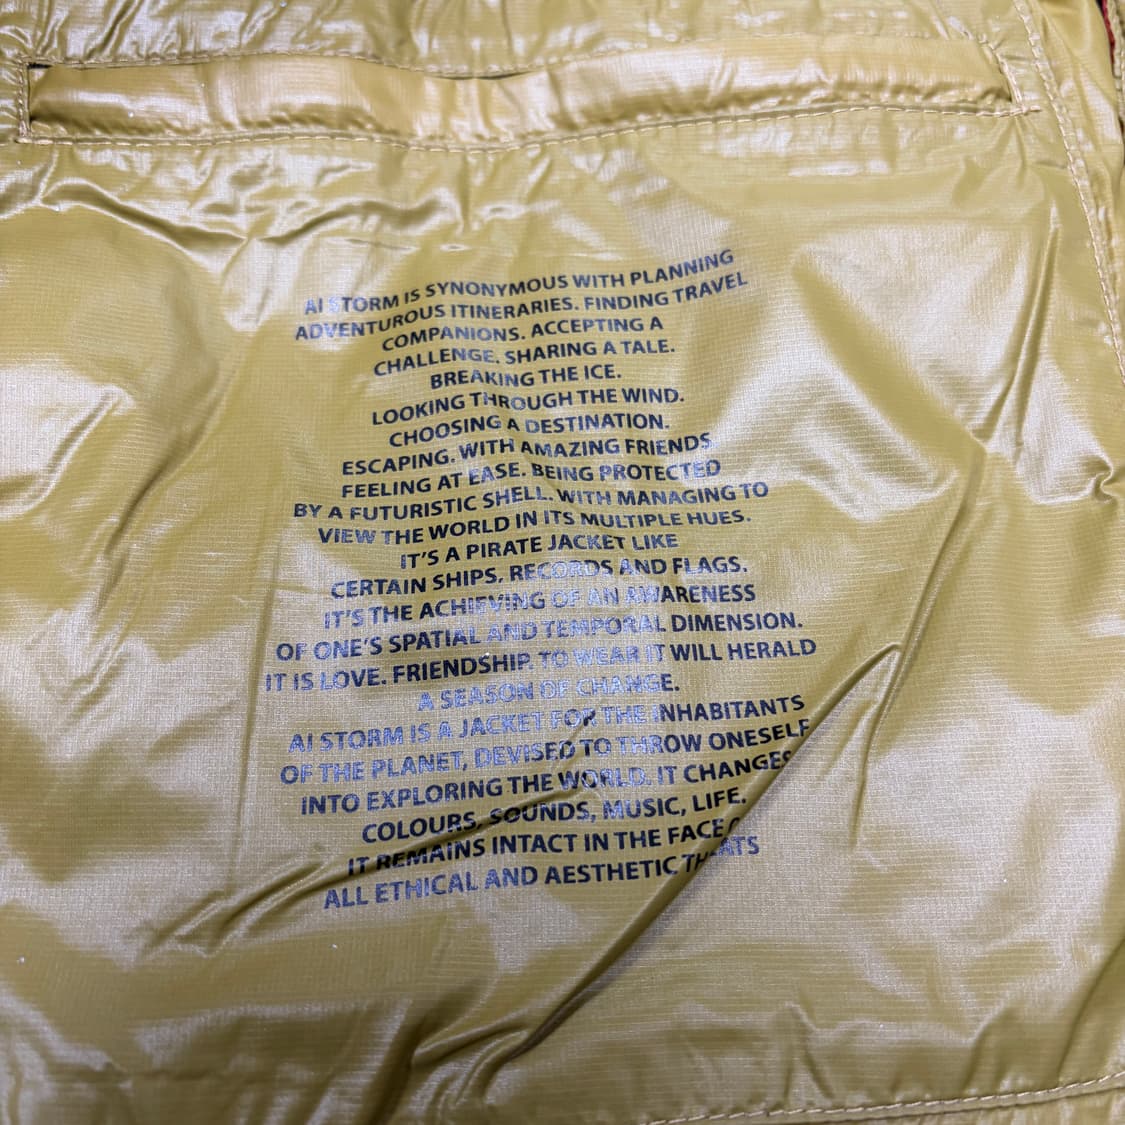 AI STORM IS SYNONYMOUS WITH PLANNING
ADVENTUROUS ITINERARIES. FINDING TRAVEL
COMPANIONS. ACCEPTING A
CHALLENGE. SHARING A TALE.
BREAKING THE ICE.
LOOKING THROUGH THE WIND.
CHOOSING A DESTINATION.
ESCAPING. WITH AMAZING FRIENDS
FEELING AT EASE. BEING PROTECTED
BY A FUTURISTIC SHELL. WITH MANAGING TO
VIEW THE WORLD IN ITS MULTIPLE HUES.
IT'S A PIRATE JACKET LIKE
CERTAIN SHIPS, RECORDS AND FLAGS.
IT'S THE ACHIEVING OF AN AWARENESS
OF ONE'S SPATIAL AND TEMPORAL DIMENSION.
IT IS LOVE. FRIENDSHIP. TO WEAR IT WILL HERALD
A SEASON OF CHANGE.
AI STORM IS A JACKET FOR THE INHABITANTS
OF THE PLANET, DEVISED TO THROW ONESELF
INTO EXPLORING THE WORLD. IT CHANGES
COLOURS, SOUNDS, MUSIC, LIFE.
IT REMAINS INTACT IN THE FACE
ALL ETHICAL AND AESTHETIC